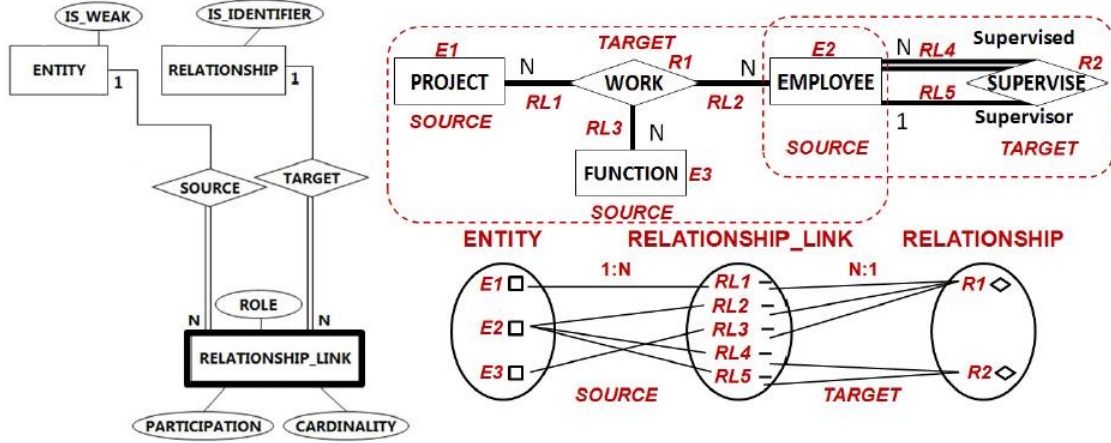 IS_WEAK
IS_IDENTIFIER
ENTITY
RELATIONSHIP
1
1
SOURCE
TARGET
N
ROLE
N
RELATIONSHIP_LINK
PARTICIPATION
CARDINALITY
E1
TARGET
R1
E2
N
RL4
Supervised
R2
PROJECT
N
WORK
N
EMPLOYEE
RL5
SUPERVISE
RL1
RL2
1
Supervisor
SOURCE
RL3
N
SOURCE
TARGET
FUNCTION
E3
SOURCE
ENTITY
RELATIONSHIP_LINK
RELATIONSHIP
1:N
N:1
E1
RL1
R1
RL2
E2
RL3
RL4
E3
RL5
R2
SOURCE
TARGET